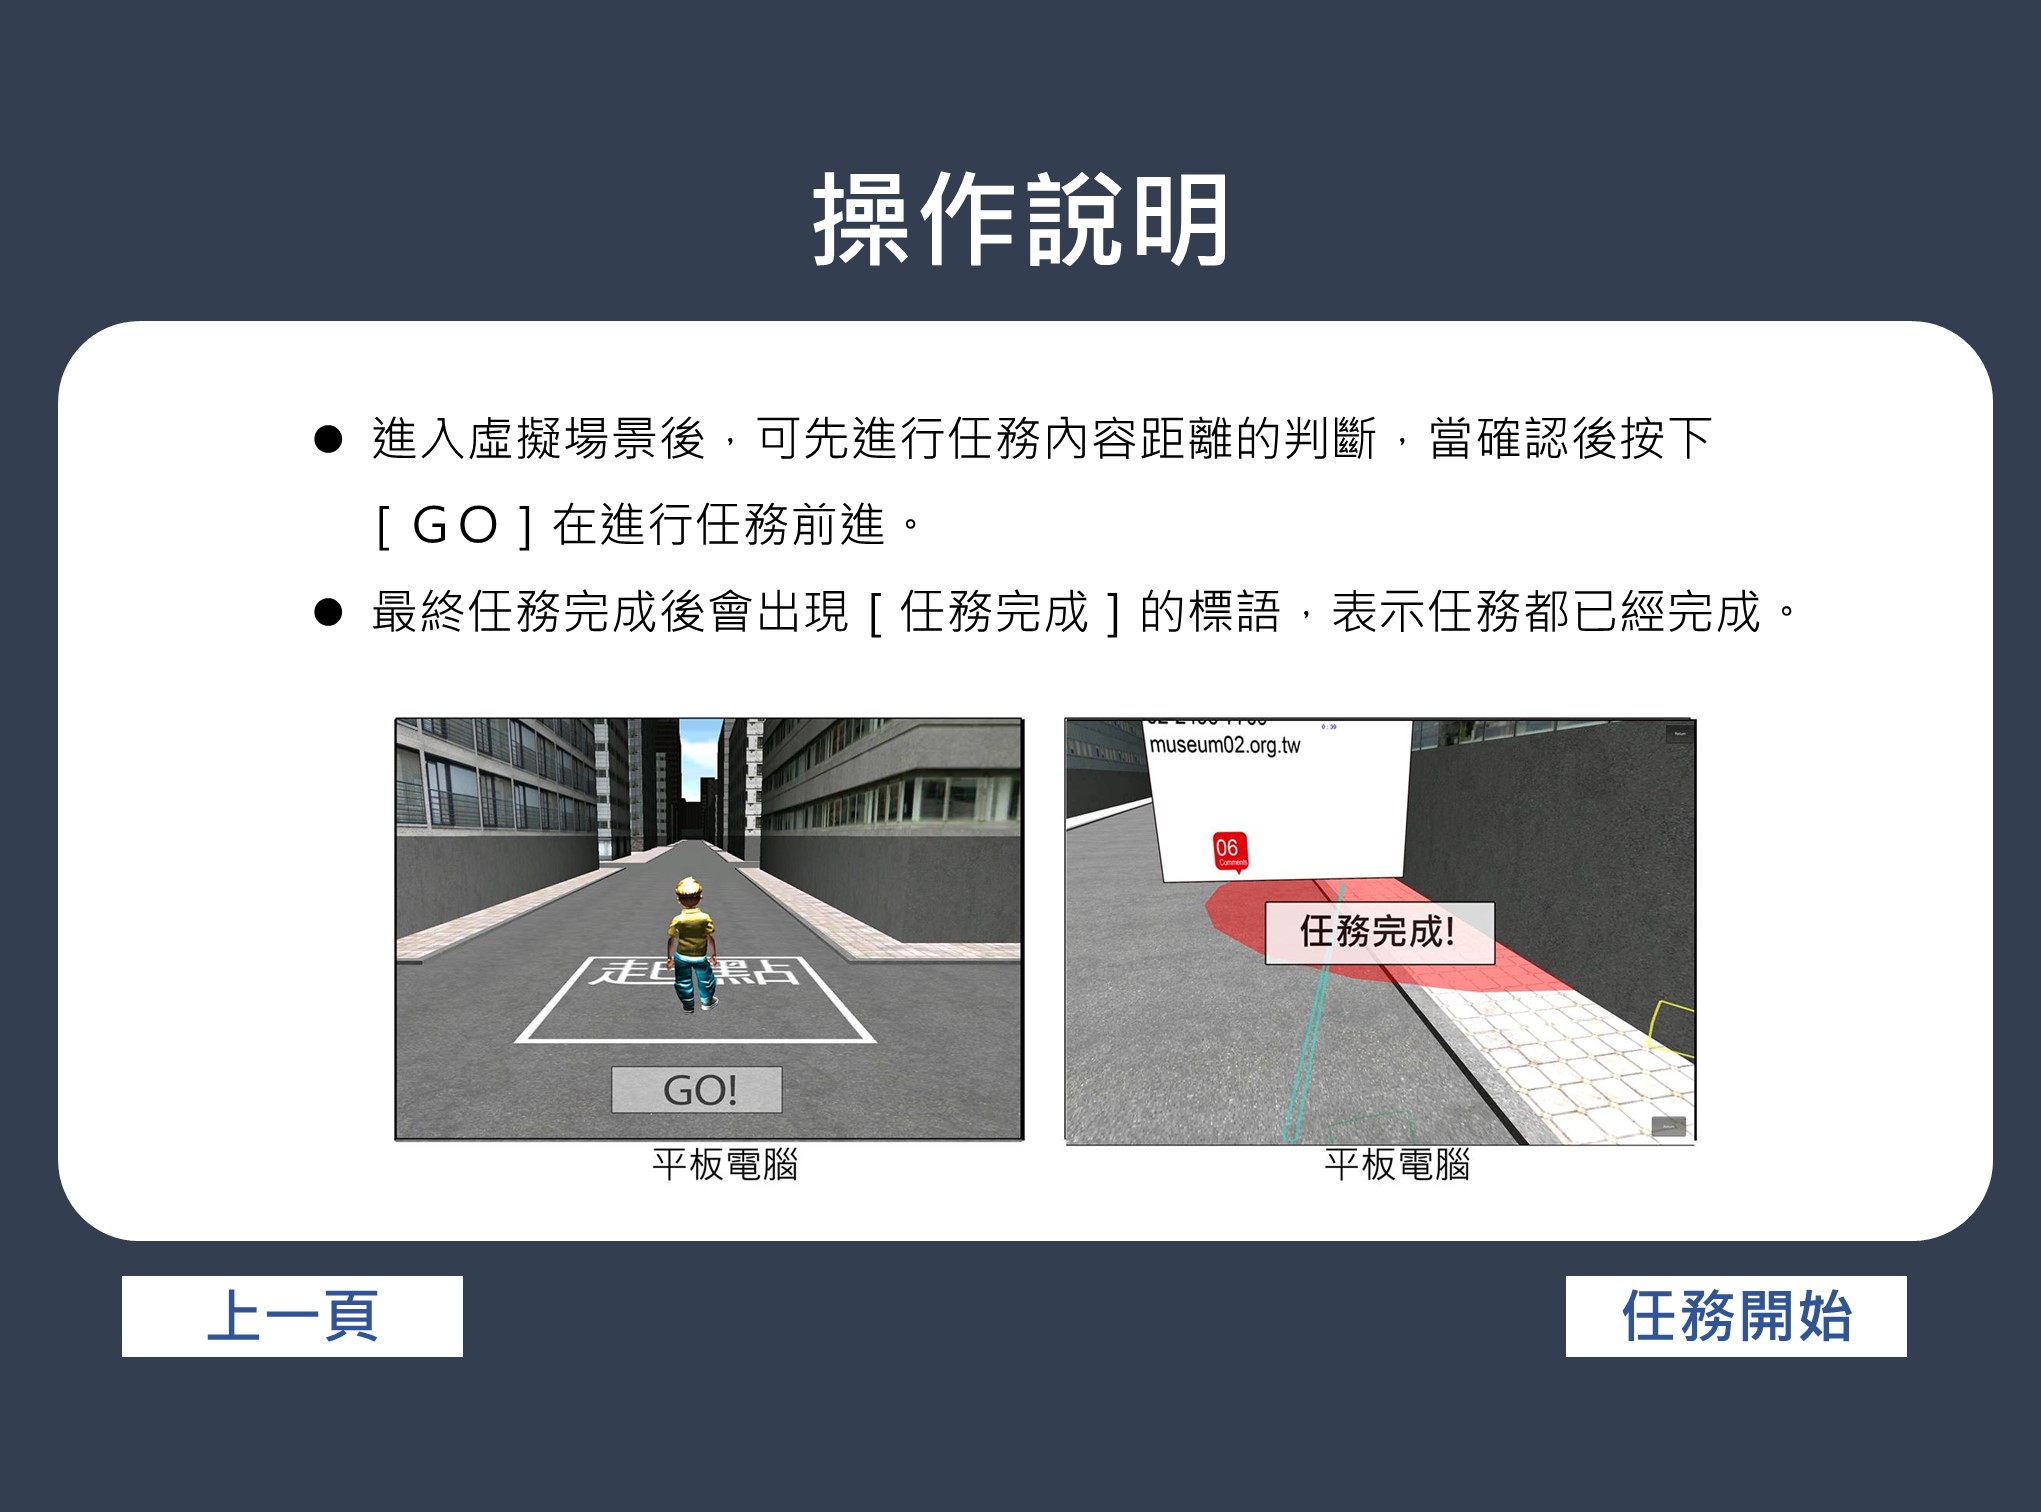 操作說明
● 進入虛擬場景後，可先進行任務內容距離的判斷，當確認後按下
[ GO ] 在進行任務前進。
● 最終任務完成後會出現 [ 任務完成 ] 的標語，表示任務都已經完成。
起點
GO!
平板電腦
0:39
museum02.org.tw
06
Comments
任務完成!
平板電腦
上一頁
任務開始